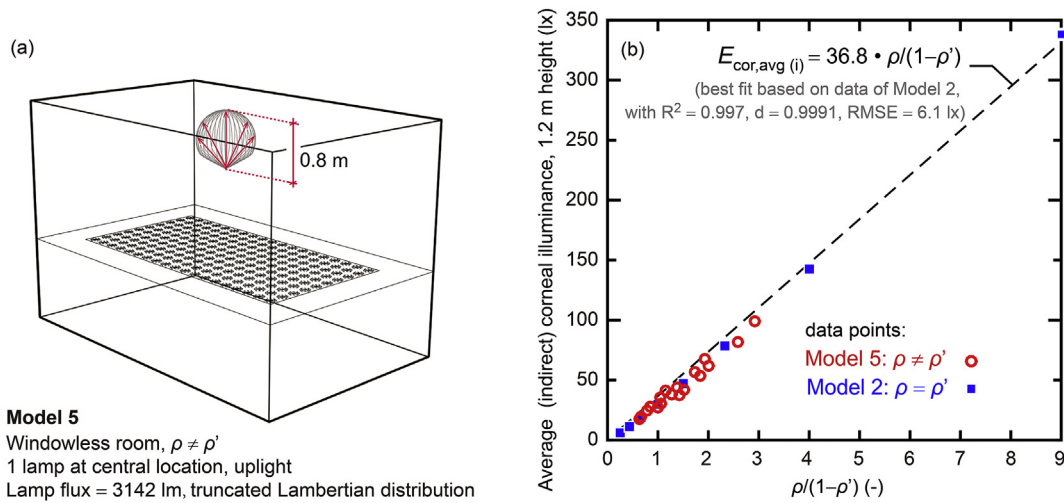 (a)
0.8 m
Model 5
Windowless room, ρ ≠ ρ’
1 lamp at central location, uplight
Lamp flux = 3142 lm, truncated Lambertian distribution
(b)
Average (indirect) corneal illuminance, 1.2 m height (lx)
350
300
250
200
150
100
50
0
E cor,avg (i) = 36.8 • ρ/(1–ρ’)
(best fit based on data of Model 2,
with R² = 0.997, d = 0.9991, RMSE = 6.1 lx)
data points:
Model 5: ρ ≠ ρ’
Model 2: ρ = ρ’
0 1 2 3 4 5 6 7 8 9
ρ/(1–ρ’) (-)